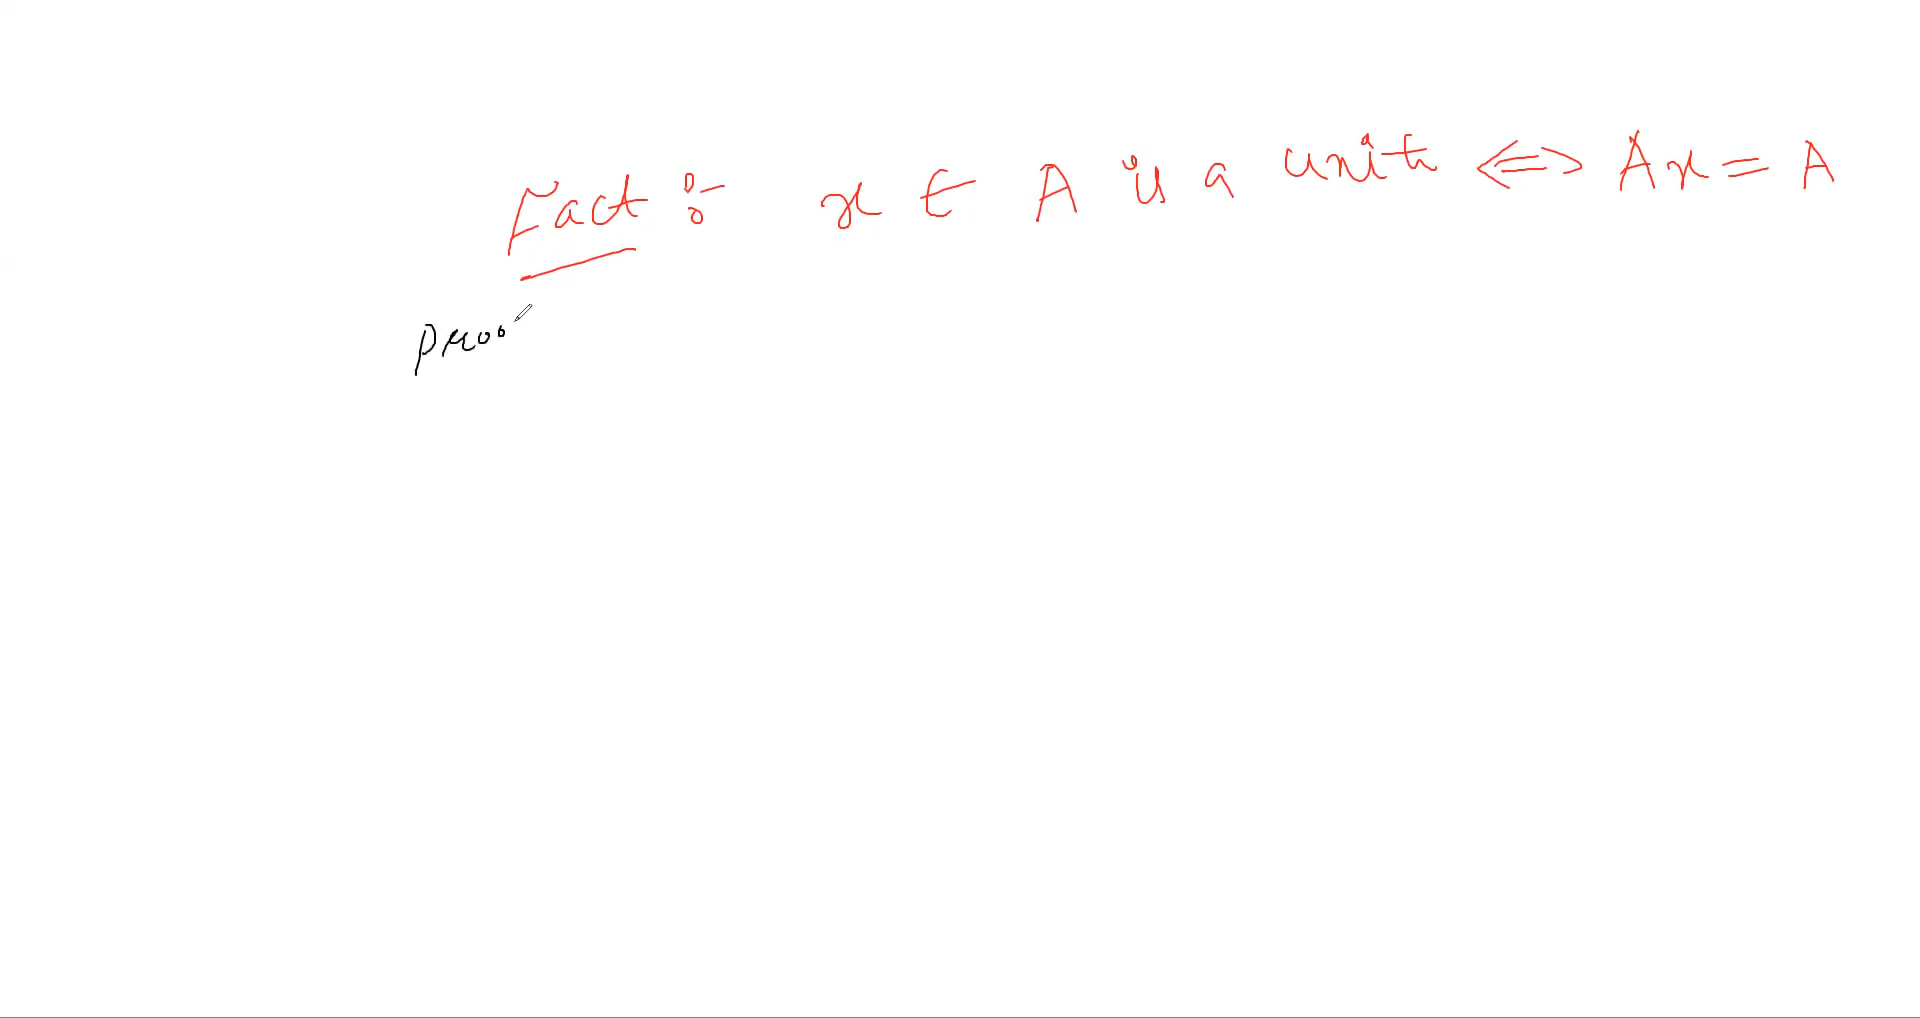 Fact :- x ∈ A is a unit ⟺ Ax = A
proo